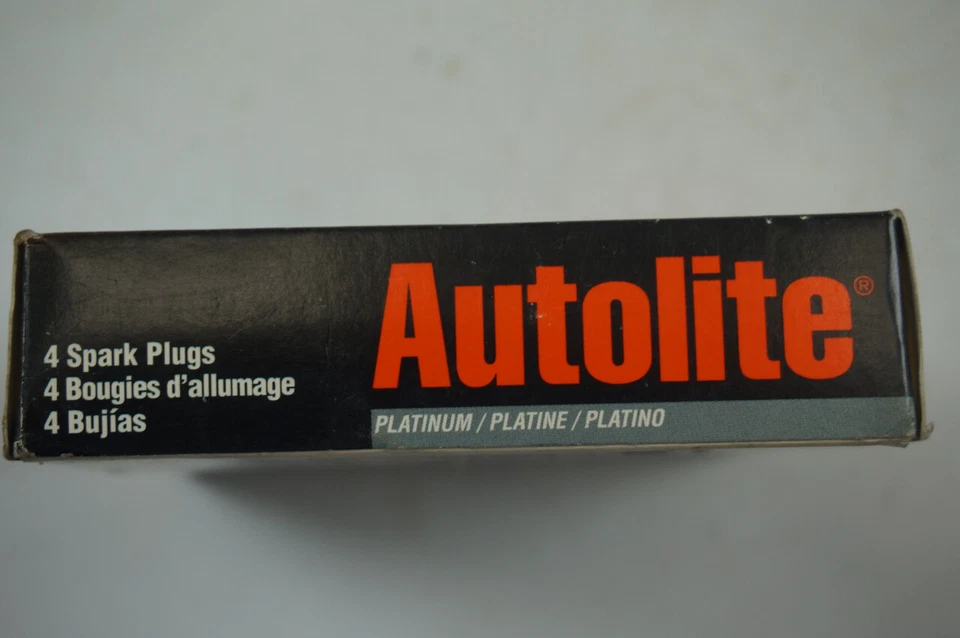 4 Spark Plugs
4 Bougies d'allumage
4 Bujías
Autolite®
PLATINUM / PLATINE / PLATINO